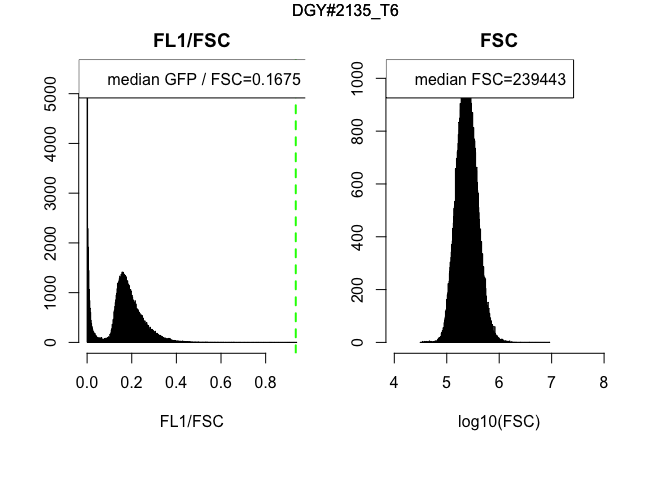 DGY#2135_T6
FL1/FSC
FSC
median GFP / FSC=0.1675
median FSC=239443
5000
4000
3000
2000
1000
0
0.0 0.2 0.4 0.6 0.8
FL1/FSC
1000
800
600
400
200
0
4 5 6 7 8
log10(FSC)